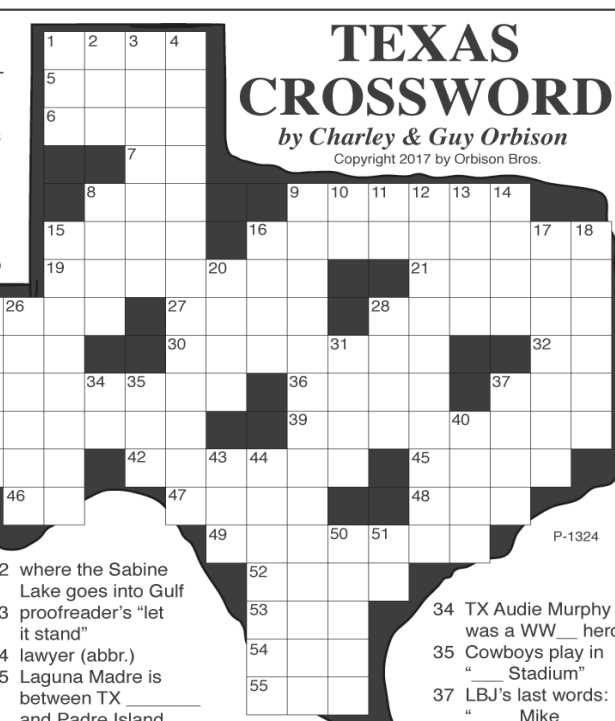 TEXAS
CROSSWORD
by Charley & Guy Orbison
Copyright 2017 by Orbison Bros.
1 2 3 4
5
6
7
8 9 10 11 12 13 14
15 16 17 18
19 20 21
26 27 28
30 31 32
34 35 36 37
39 40
42 43 44 45
46 47 48
49 50 51
P-1324
52
53
54
55
2 where the Sabine
Lake goes into Gulf
3 proofreader's "let
it stand"
4 lawyer (abbr.)
5 Laguna Madre is
between TX ________
and Padre Island
34 TX Audie Murphy
was a WW__ hero
35 Cowboys play in
"___ Stadium"
37 LBJ's last words:
"___ Mike